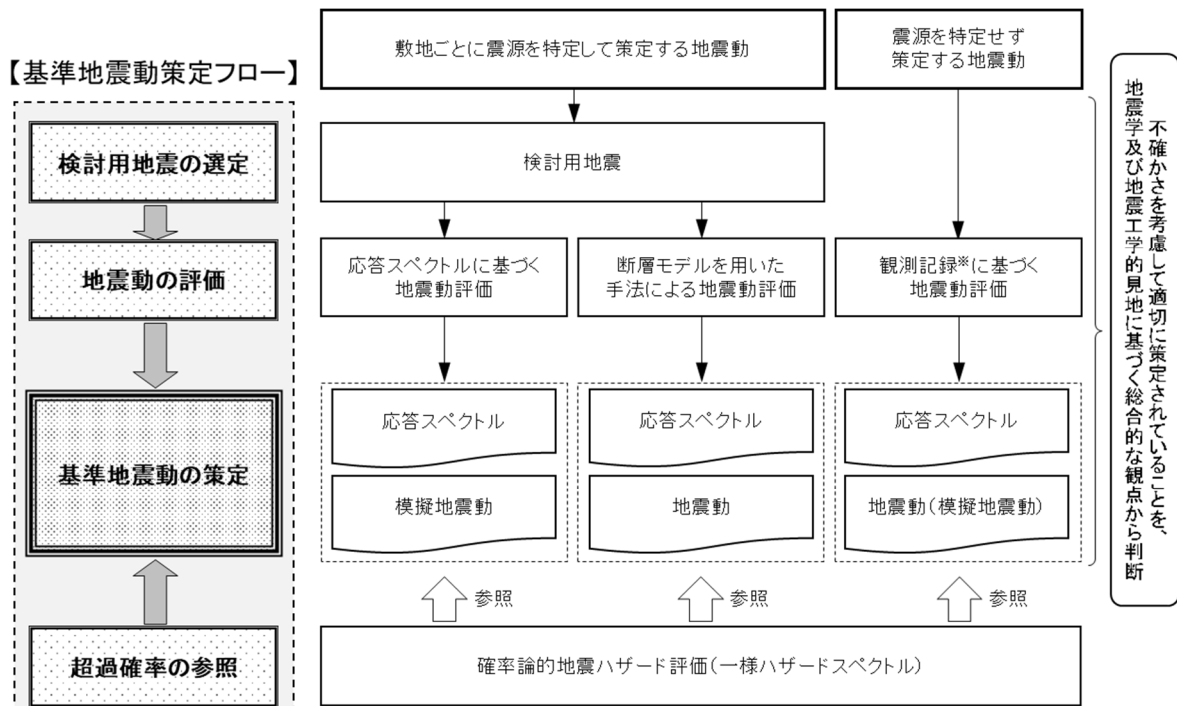 【基準地震動策定フロー】
検討用地震の選定
地震動の評価
基準地震動の策定
超過確率の参照
敷地ごとに震源を特定して策定する地震動
震源を特定せず
策定する地震動
検討用地震
応答スペクトルに基づく
地震動評価
断層モデルを用いた
手法による地震動評価
観測記録※に基づく
地震動評価
応答スペクトル
模擬地震動
応答スペクトル
地震動
応答スペクトル
地震動(模擬地震動)
参照
参照
参照
確率論的地震ハザード評価(一様ハザードスペクトル)
不確かさを考慮して適切に策定されていることを、
地震学及び地震工学的見地に基づく総合的な観点から判断